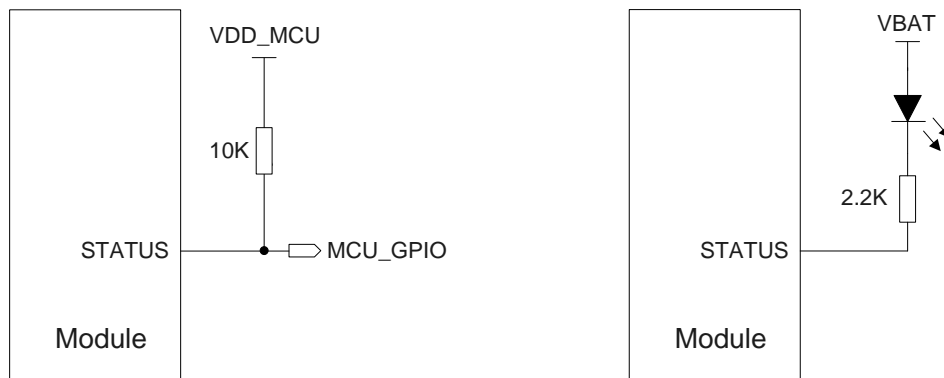 VDD_MCU
10K
STATUS
MCU_GPIO
Module
VBAT
2.2K
STATUS
Module